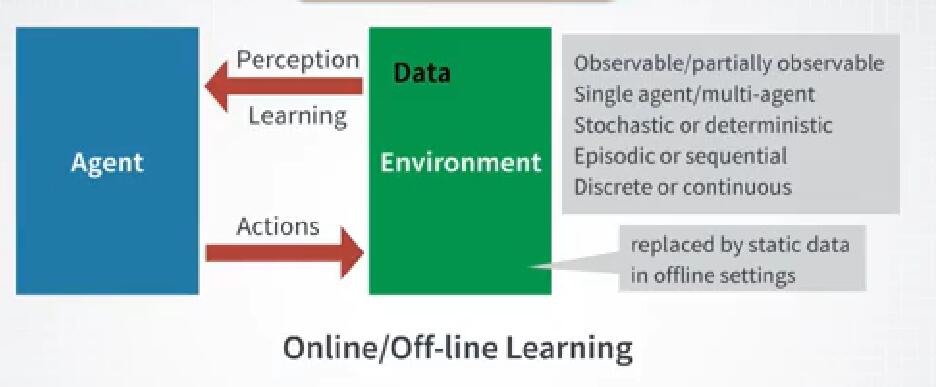 Perception
Data
Learning
Agent
Environment
Actions
Observable/partially observable
Single agent/multi-agent
Stochastic or deterministic
Episodic or sequential
Discrete or continuous
replaced by static data
in offline settings
Online/Off-line Learning